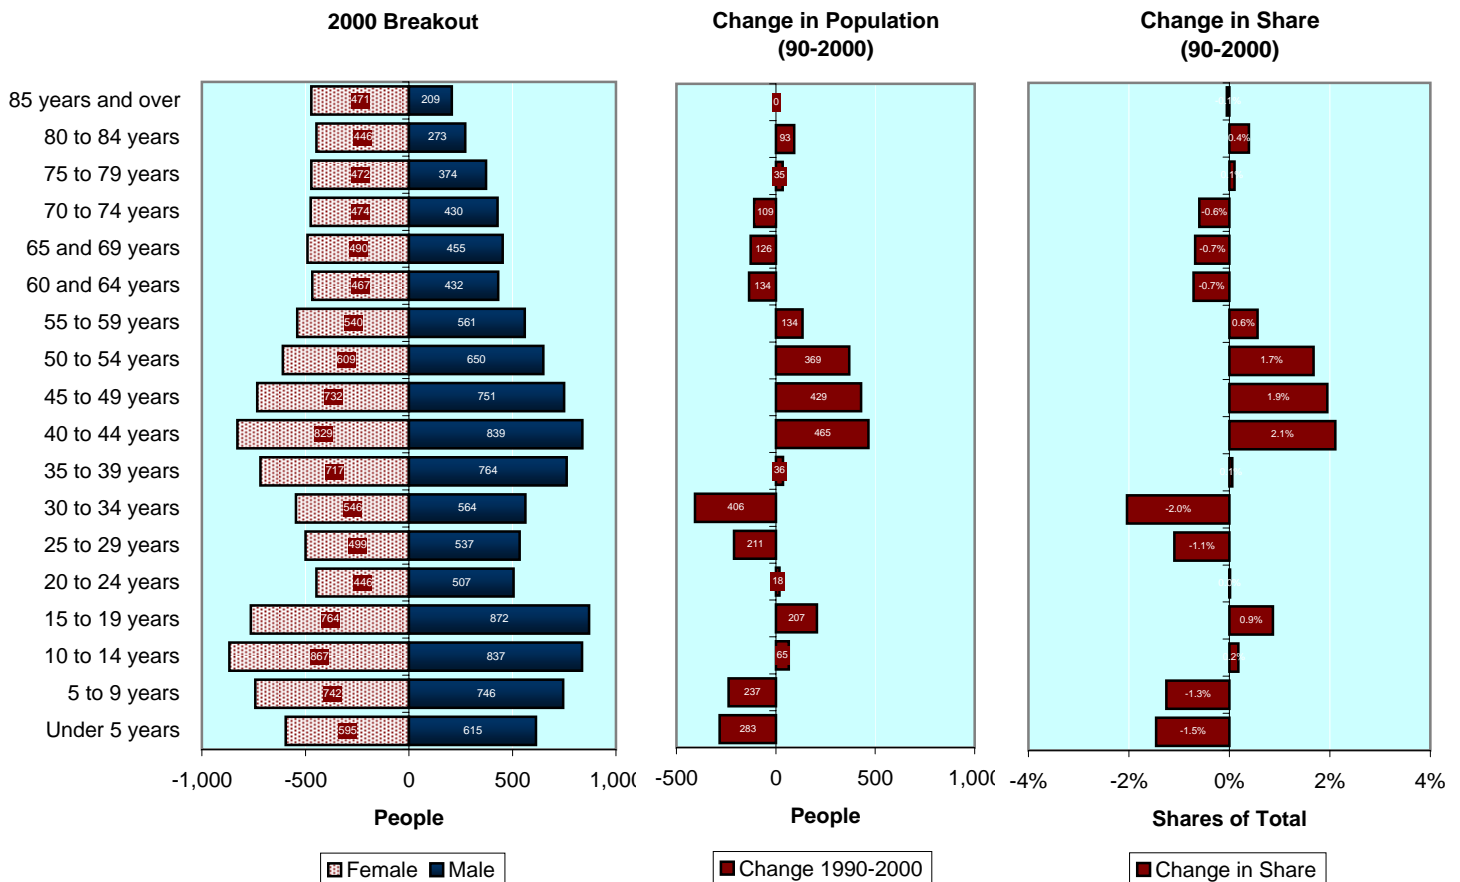 2000 Breakout
Change in Population
(90-2000)
Change in Share
(90-2000)
85 years and over 471 209 0
80 to 84 years 446 273 93 0.4%
75 to 79 years 472 374 35
70 to 74 years 474 430 109 -0.6%
65 and 69 years 490 455 126 -0.7%
60 and 64 years 467 432 134 -0.7%
55 to 59 years 540 561 134 0.6%
50 to 54 years 609 650 369 1.7%
45 to 49 years 732 751 429 1.9%
40 to 44 years 829 839 465 2.1%
35 to 39 years 717 764 36
30 to 34 years 546 564 406 -2.0%
25 to 29 years 499 537 211 -1.1%
20 to 24 years 446 507 18
15 to 19 years 764 872 207 0.9%
10 to 14 years 867 837 65
5 to 9 years 742 746 237 -1.3%
Under 5 years 595 615 283 -1.5%
-1,000 -500 0 500 1,000 -500 0 500 1,000 -4% -2% 0% 2% 4%
People People Shares of Total
Female Male Change 1990-2000 Change in Share